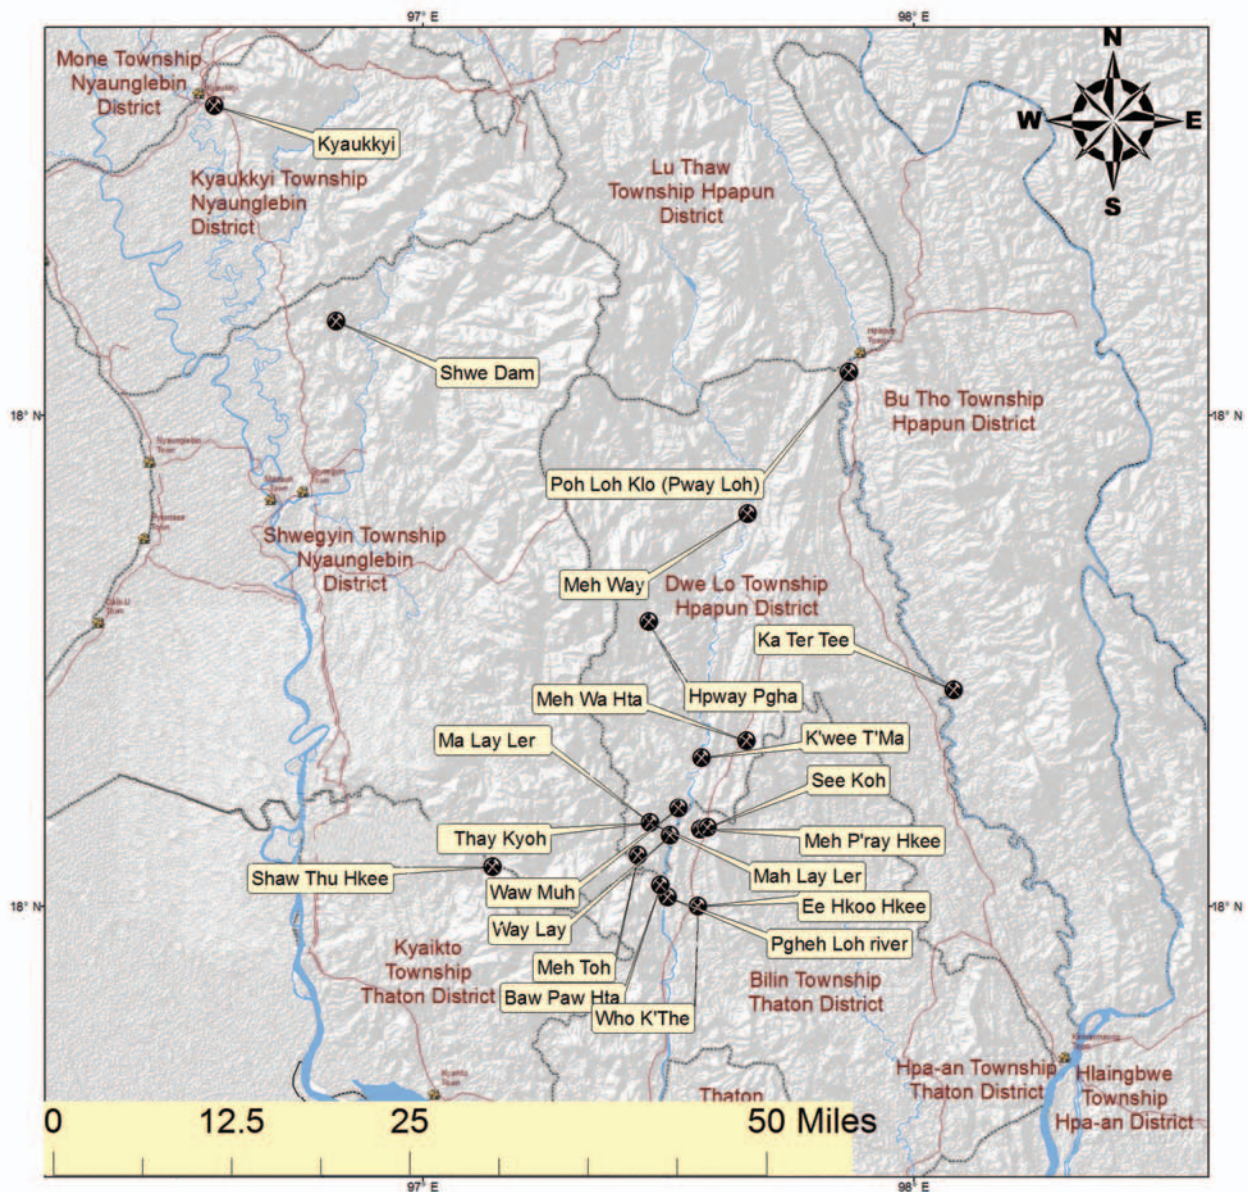 97° E
98° E
Mone Township
Nyaunglebin
District
N
W
E
S
Kyaukkyi
Kyaukkyi Township
Nyaunglebin
District
Lu Thaw
Township Hpapun
District
Shwe Dam
Bu Tho Township
Hpapun District
18° N
18° N
Poh Loh Klo (Pway Loh)
Shwegyin Township
Nyaunglebin
District
Meh Way
Dwe Lo Township
Hpapun District
Ka Ter Tee
Meh Wa Hta
Hpway Pgha
Ma Lay Ler
K'wee T'Ma
See Koh
Thay Kyoh
Meh P'ray Hkee
Shaw Thu Hkee
Waw Muh
Mah Lay Ler
18° N
Ee Hkoo Hkee
18° N
Way Lay
Pgheh Loh river
Kyaikto
Township
Thaton District
Meh Toh
Baw Paw Hta
Who K'The
Bilin Township
Thaton District
Hpa-an Township
Thaton District
Hlaingbwe
Township
Hpa-an District
Thaton
0 12.5 25 50 Miles
97° E
98° E